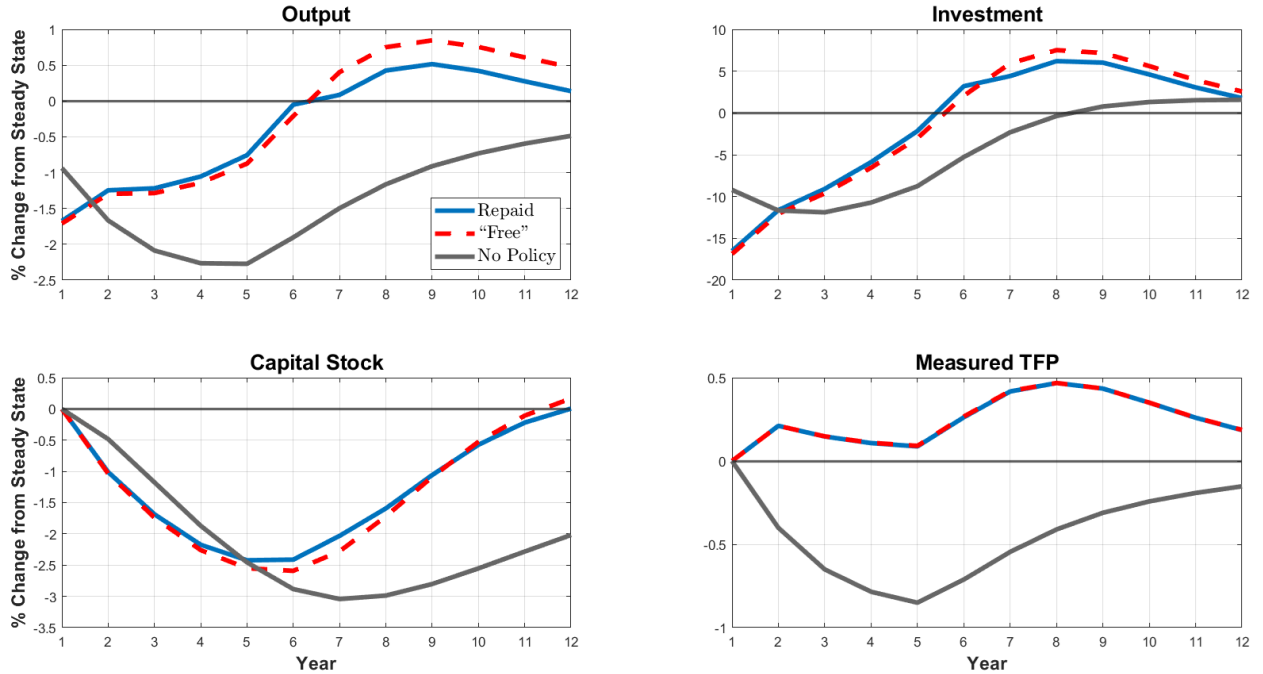 Output
% Change from Steady State
1
0.5
0
-0.5
-1
-1.5
-2
-2.5
1 2 3 4 5 6 7 8 9 10 11 12
Repaid
“Free”
No Policy
Investment
10
5
0
-5
-10
-15
-20
1 2 3 4 5 6 7 8 9 10 11 12
Capital Stock
% Change from Steady State
0.5
0
-0.5
-1
-1.5
-2
-2.5
-3
-3.5
1 2 3 4 5 6 7 8 9 10 11 12
Year
Measured TFP
0.5
0
-0.5
-1
1 2 3 4 5 6 7 8 9 10 11 12
Year